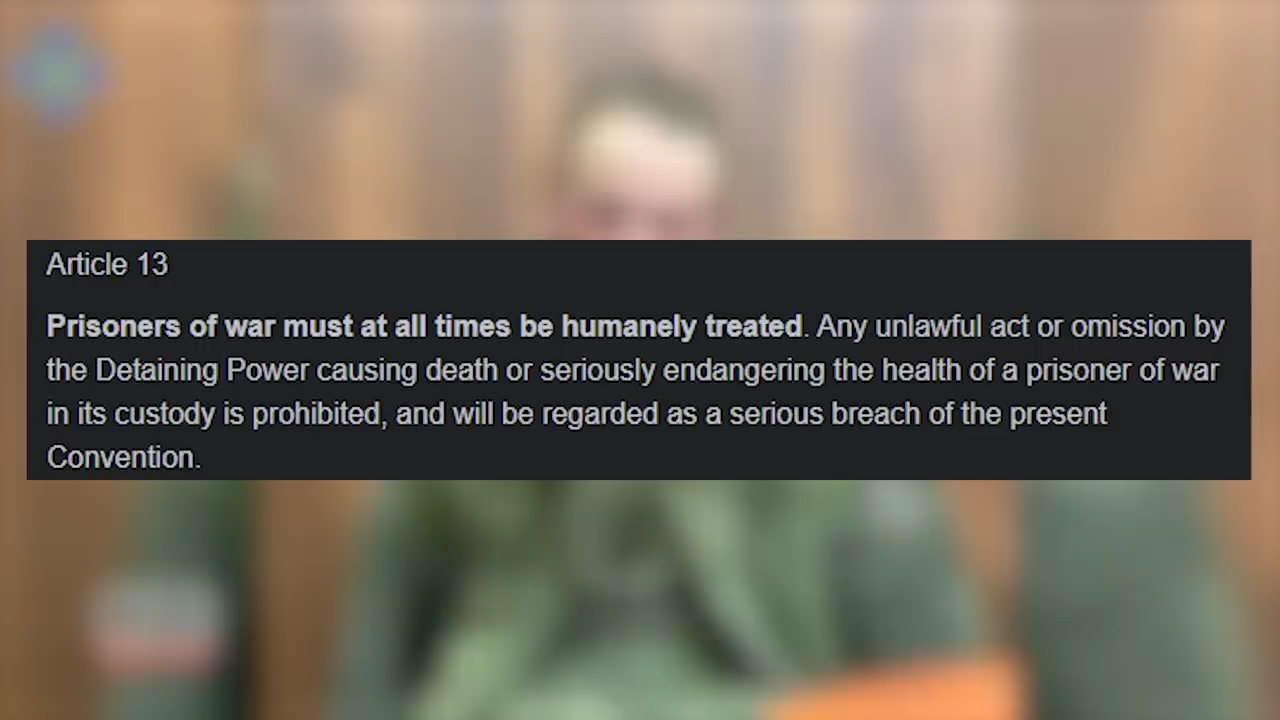 Article 13
Prisoners of war must at all times be humanely treated. Any unlawful act or omission by
the Detaining Power causing death or seriously endangering the health of a prisoner of war
in its custody is prohibited, and will be regarded as a serious breach of the present
Convention.